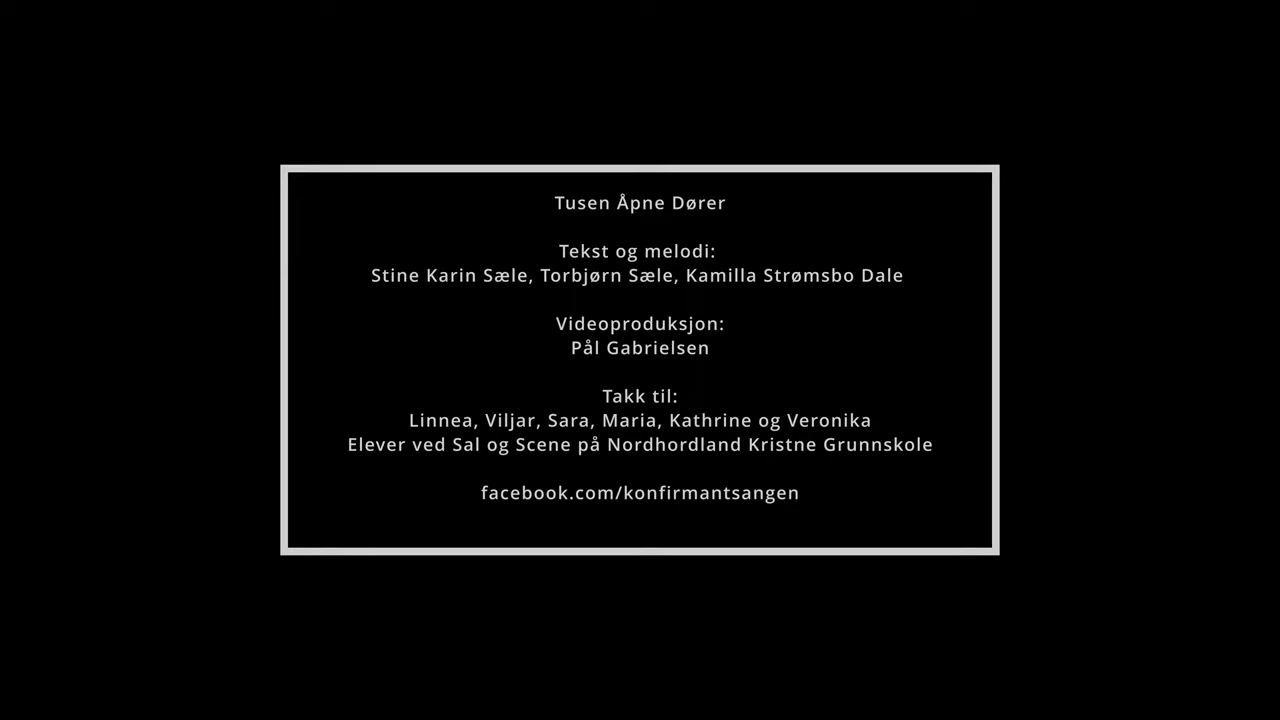 Tusen Åpne Dører
Tekst og melodi:
Stine Karin Sæle, Torbjørn Sæle, Kamilla Strømsbo Dale
Videoproduksjon:
Pål Gabrielsen
Takk til:
Linnea, Viljar, Sara, Maria, Kathrine og Veronika
Elever ved Sal og Scene på Nordhordland Kristne Grunnskole
facebook.com/konfirmantsangen